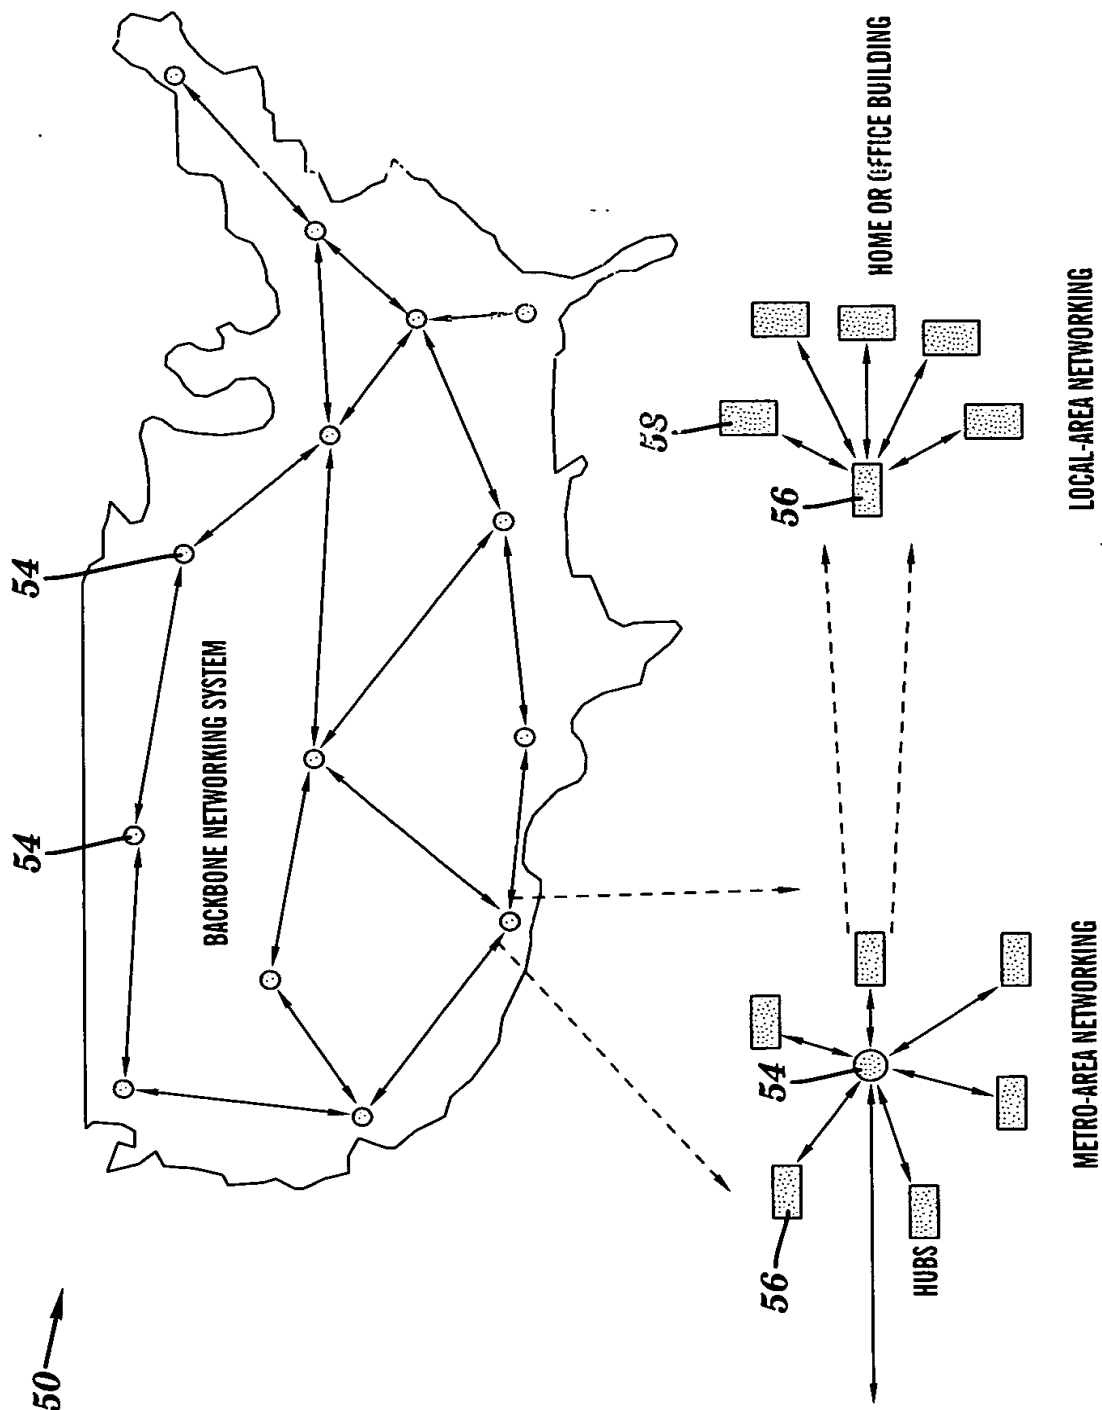 50
54
54
BACKBONE NETWORKING SYSTEM
56
54
HUBS
METRO-AREA NETWORKING
58
56
HOME OR OFFICE BUILDING
LOCAL-AREA NETWORKING